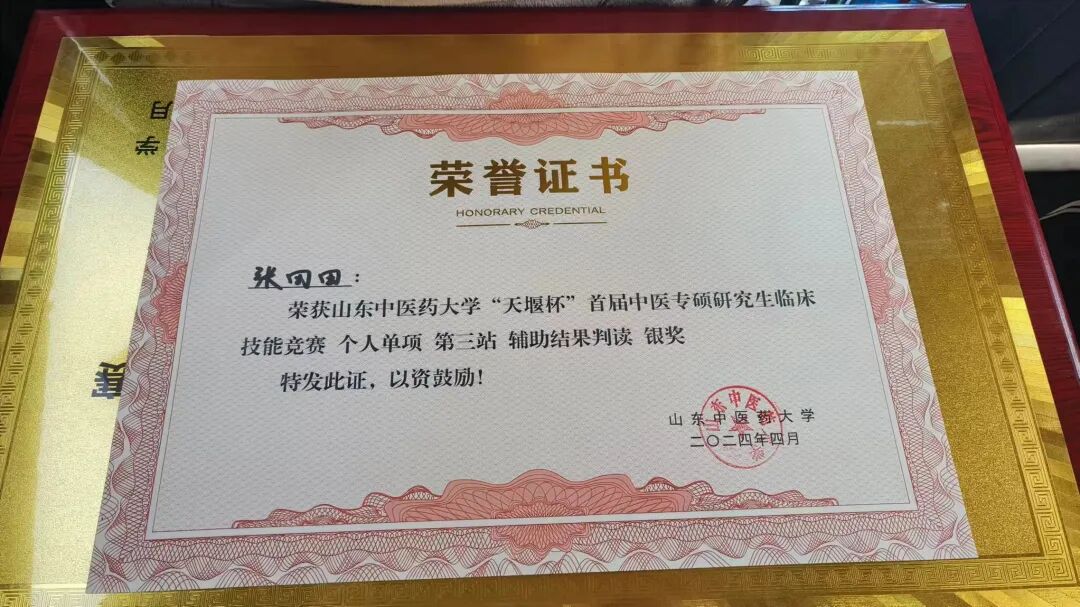 荣誉证书
HONORARY CREDENTIAL
张田田：
荣获山东中医药大学“天堰杯”首届中医专硕研究生临床
技能竞赛 个人单项 第三站 辅助结果判读 银奖
特发此证，以资鼓励！
山东中医药大学
二〇二四年四月
学
月